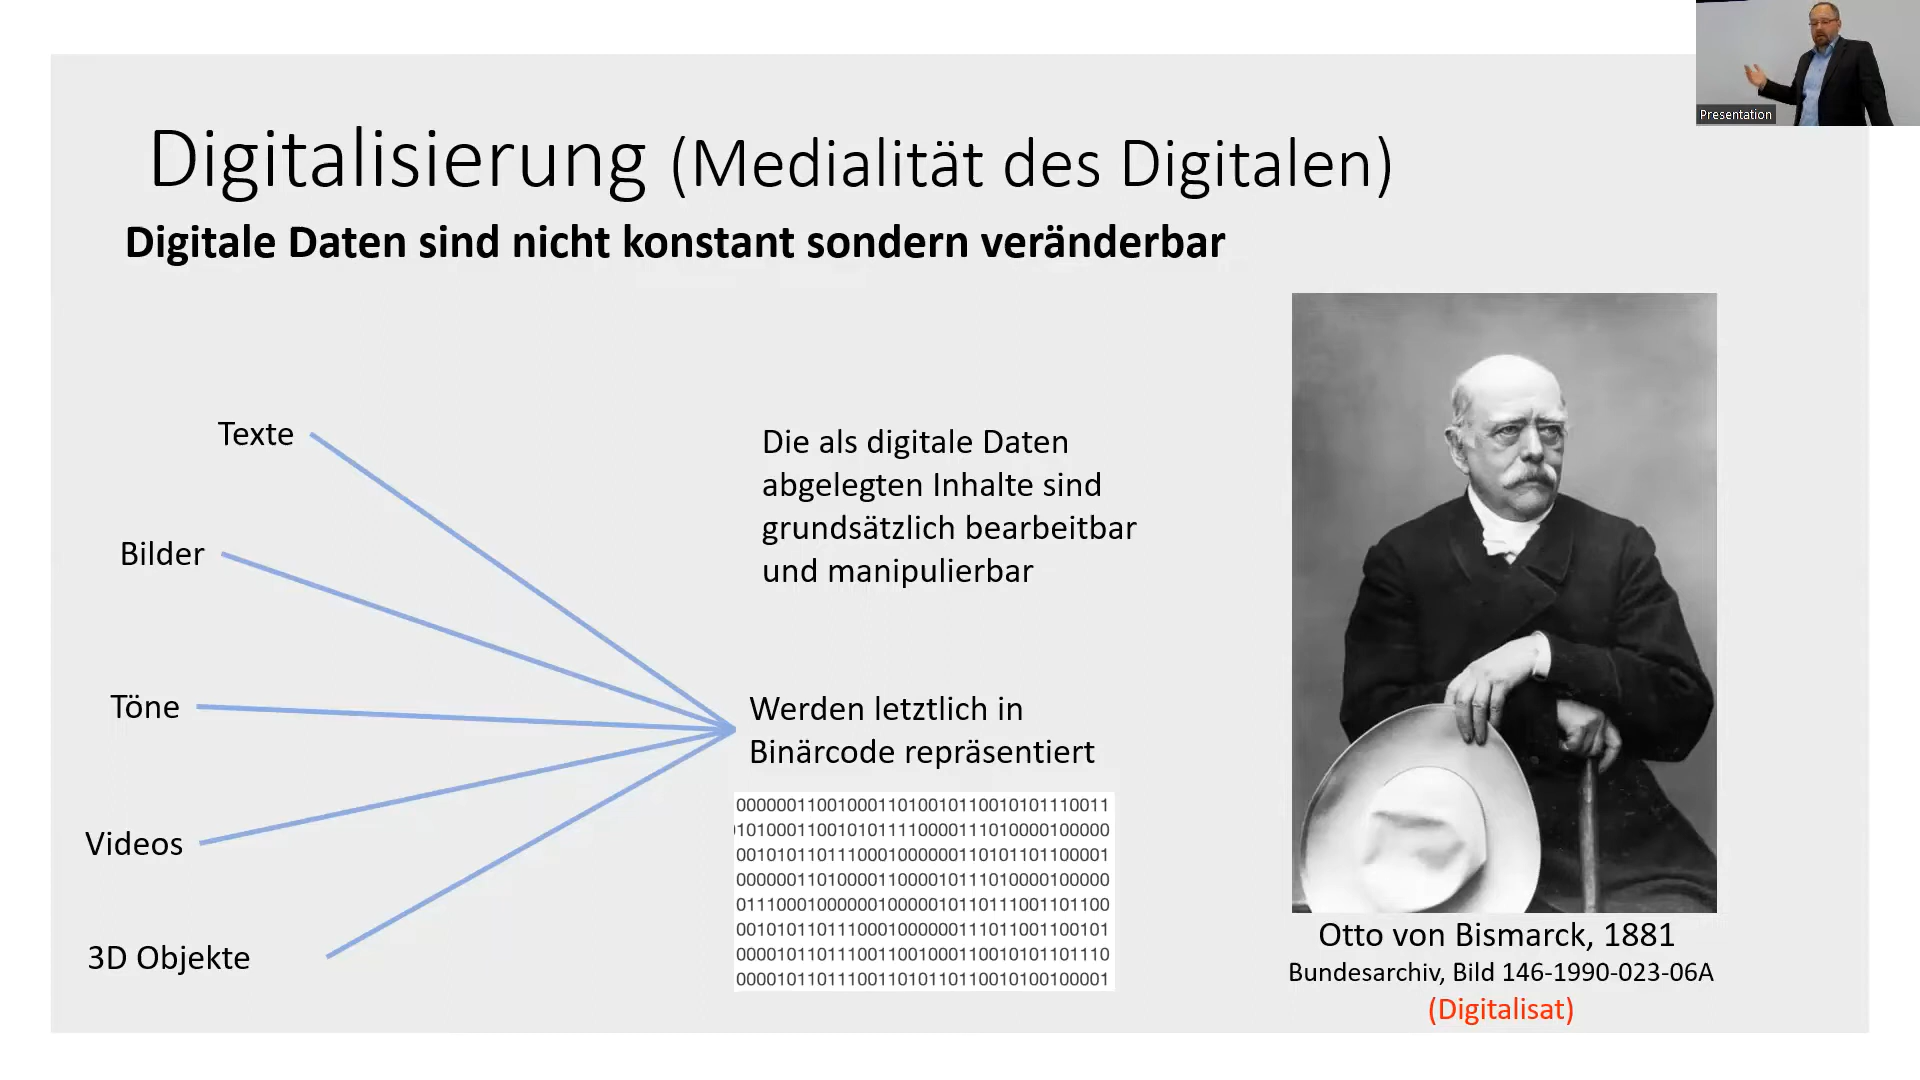 Presentation
Digitalisierung (Medialität des Digitalen)
Digitale Daten sind nicht konstant sondern veränderbar
Texte
Bilder
Töne
Videos
3D Objekte
Die als digitale Daten
abgelegten Inhalte sind
grundsätzlich bearbeitbar
und manipulierbar
Werden letztlich in
Binärcode repräsentiert
0000001100100011010010110010101110011
1010001100101011110000111010000100000
0010101101110001000000110101101100001
0000001101000011000010111010000100000
0111000100000010000010110111001101100
0010101101110001000000111011001100101
0000101101110011001000110010101101110
0000101101110011010110110010100100001
Otto von Bismarck, 1881
Bundesarchiv, Bild 146-1990-023-06A
(Digitalisat)